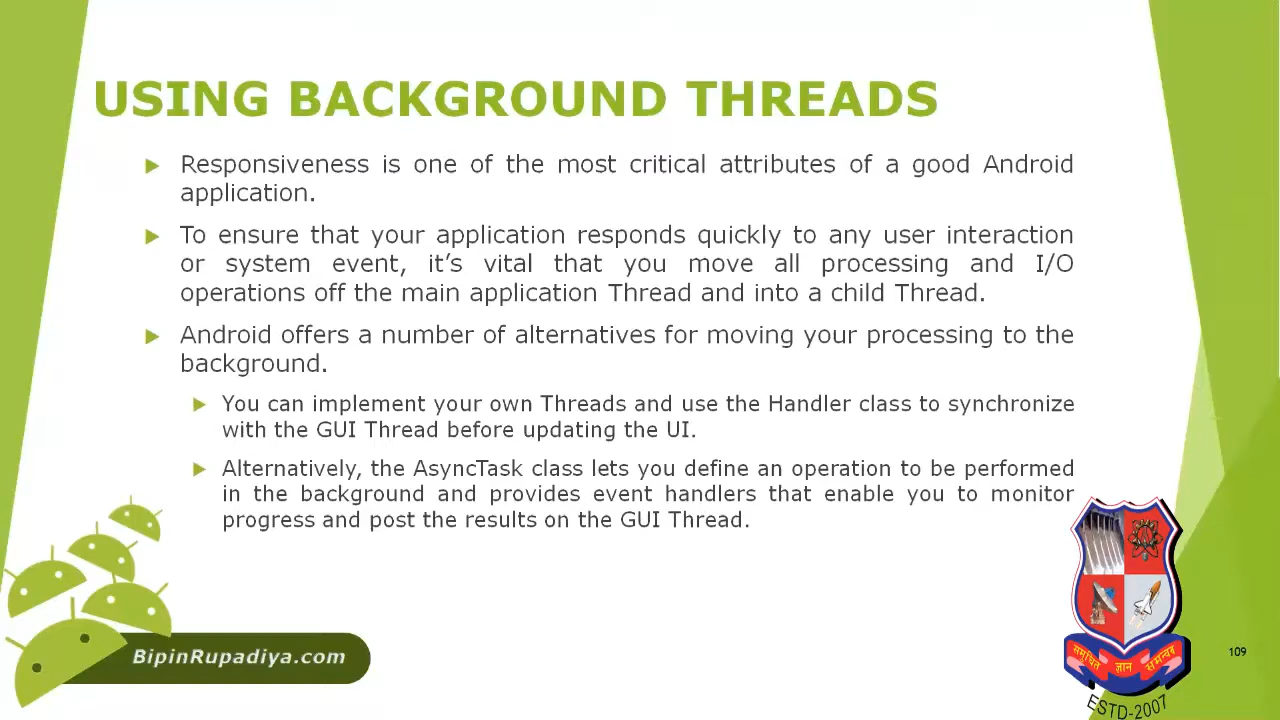 USING BACKGROUND THREADS
Responsiveness is one of the most critical attributes of a good Android
application.
To ensure that your application responds quickly to any user interaction
or system event, it’s vital that you move all processing and I/O
operations off the main application Thread and into a child Thread.
Android offers a number of alternatives for moving your processing to the
background.
You can implement your own Threads and use the Handler class to synchronize
with the GUI Thread before updating the UI.
Alternatively, the AsyncTask class lets you define an operation to be performed
in the background and provides event handlers that enable you to monitor
progress and post the results on the GUI Thread.
BipinRupadiya.com
समुचित ज्ञान समन्वय
ESTD-2007
109